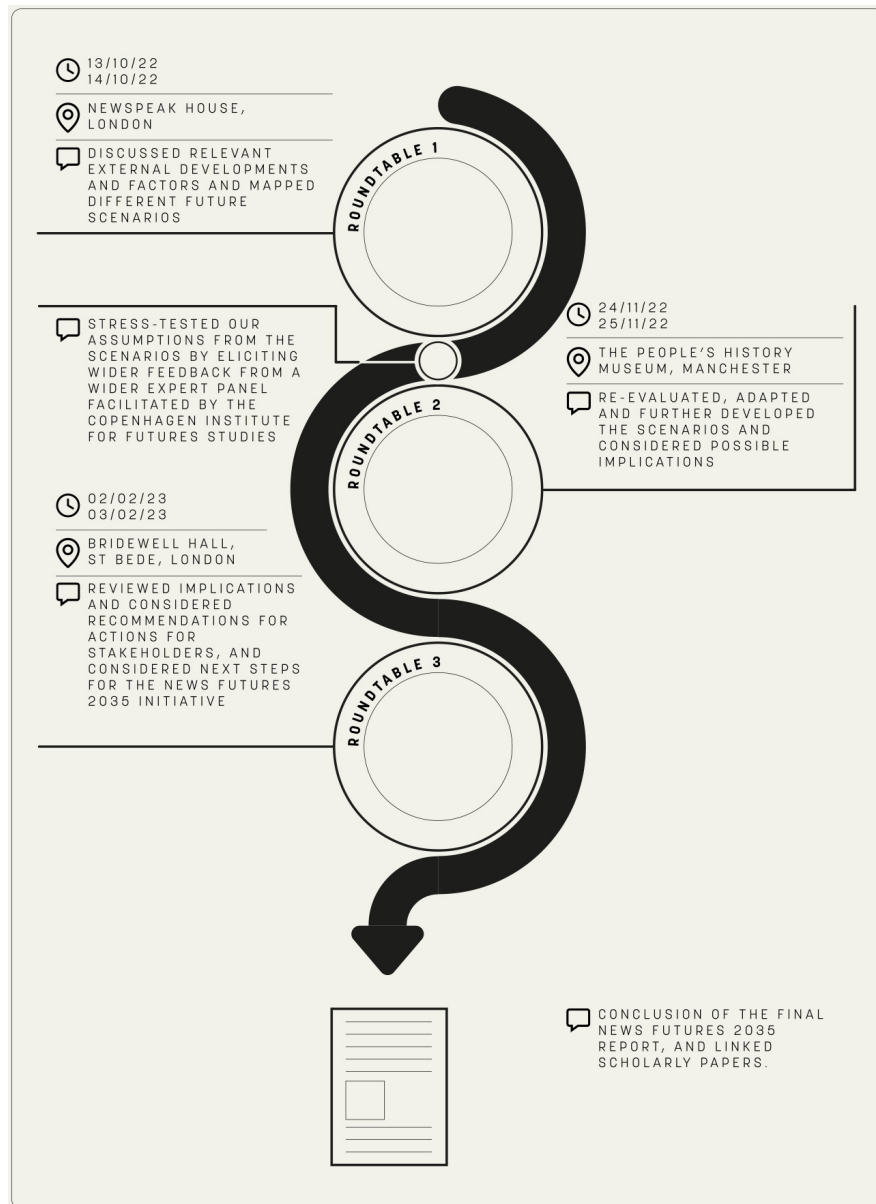 13/10/22
14/10/22
NEWSPEAK HOUSE,
LONDON
DISCUSSED RELEVANT
EXTERNAL DEVELOPMENTS
AND FACTORS AND MAPPED
DIFFERENT FUTURE
SCENARIOS
ROUNDTABLE 1
STRESS-TESTED OUR
ASSUMPTIONS FROM THE
SCENARIOS BY ELICITING
WIDER FEEDBACK FROM A
WIDER EXPERT PANEL
FACILITATED BY THE
COPENHAGEN INSTITUTE
FOR FUTURES STUDIES
24/11/22
25/11/22
THE PEOPLE'S HISTORY
MUSEUM, MANCHESTER
RE-EVALUATED, ADAPTED
AND FURTHER DEVELOPED
THE SCENARIOS AND
CONSIDERED POSSIBLE
IMPLICATIONS
ROUNDTABLE 2
02/02/23
03/02/23
BRIDEWELL HALL,
ST BEDE, LONDON
REVIEWED IMPLICATIONS
AND CONSIDERED
RECOMMENDATIONS FOR
ACTIONS FOR
STAKEHOLDERS, AND
CONSIDERED NEXT STEPS
FOR THE NEWS FUTURES
2035 INITIATIVE
ROUNDTABLE 3
CONCLUSION OF THE FINAL
NEWS FUTURES 2035
REPORT, AND LINKED
SCHOLARLY PAPERS.